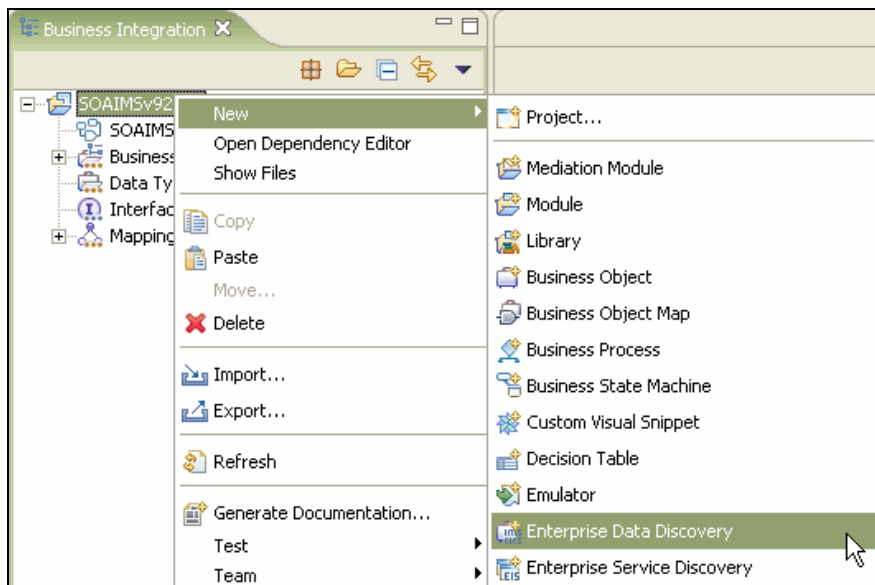 Business Integration
SOAIMSv92
SOAIMS
Business
Data Ty
Interfac
Mapping
New
Open Dependency Editor
Show Files
Copy
Paste
Move...
Delete
Import...
Export...
Refresh
Generate Documentation...
Test
Team
Project...
Mediation Module
Module
Library
Business Object
Business Object Map
Business Process
Business State Machine
Custom Visual Snippet
Decision Table
Emulator
Enterprise Data Discovery
EIS
Enterprise Service Discovery